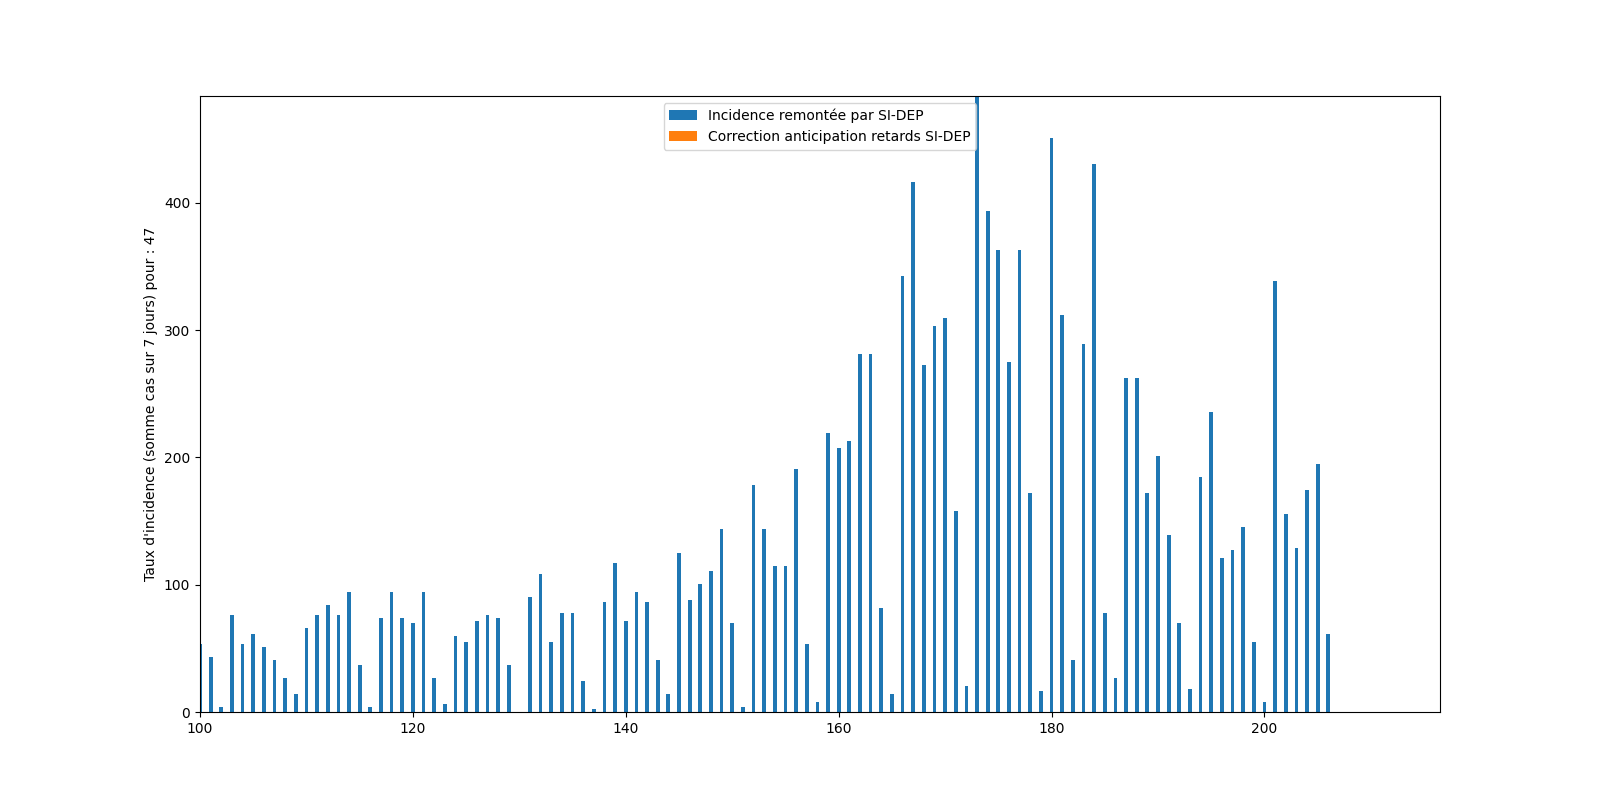 Incidence remontée par SI-DEP
Correction anticipation retards SI-DEP
Taux d'incidence (somme cas sur 7 jours) pour : 47
400
300
200
100
0
100 120 140 160 180 200